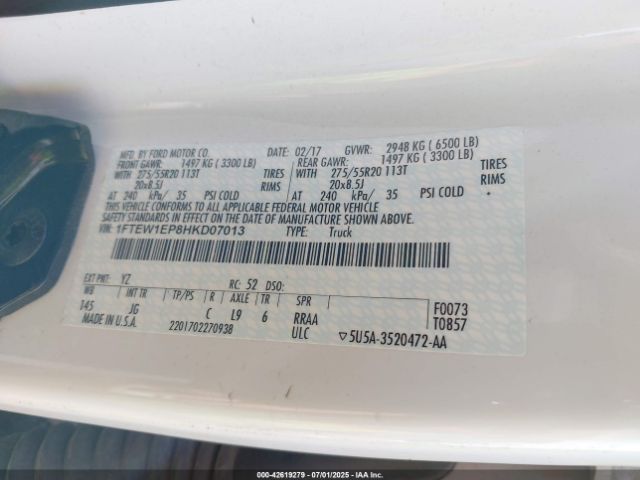 MFD. BY FORD MOTOR CO. DATE: 02/17 GVWR: 2948 KG ( 6500 LB)
FRONT GAWR: 1497 KG ( 3300 LB) REAR GAWR: 1497 KG ( 3300 LB)
WITH 275/55R20 113T TIRES WITH 275/55R20 113T TIRES
20x8.5J RIMS 20x8.5J RIMS
AT 240 kPa/ 35 PSI COLD AT 240 kPa/ 35 PSI COLD
THIS VEHICLE CONFORMS TO ALL APPLICABLE FEDERAL MOTOR VEHICLE
SAFETY STANDARDS IN EFFECT ON THE DATE OF MANUFACTURE SHOWN ABOVE.
VIN: 1FTEW1EP8HKD07013 TYPE: Truck
EXT PNT: YZ RC: 52 DSO:
WB INT TR TP/PS R AXLE TR SPR
145 JG C L9 6 RRAA
F0073
T0857
MADE IN U.S.A. 2201702270938 ULC ▽5U5A-3520472-AA
000-42619279 - 07/01/2025 - IAA Inc.